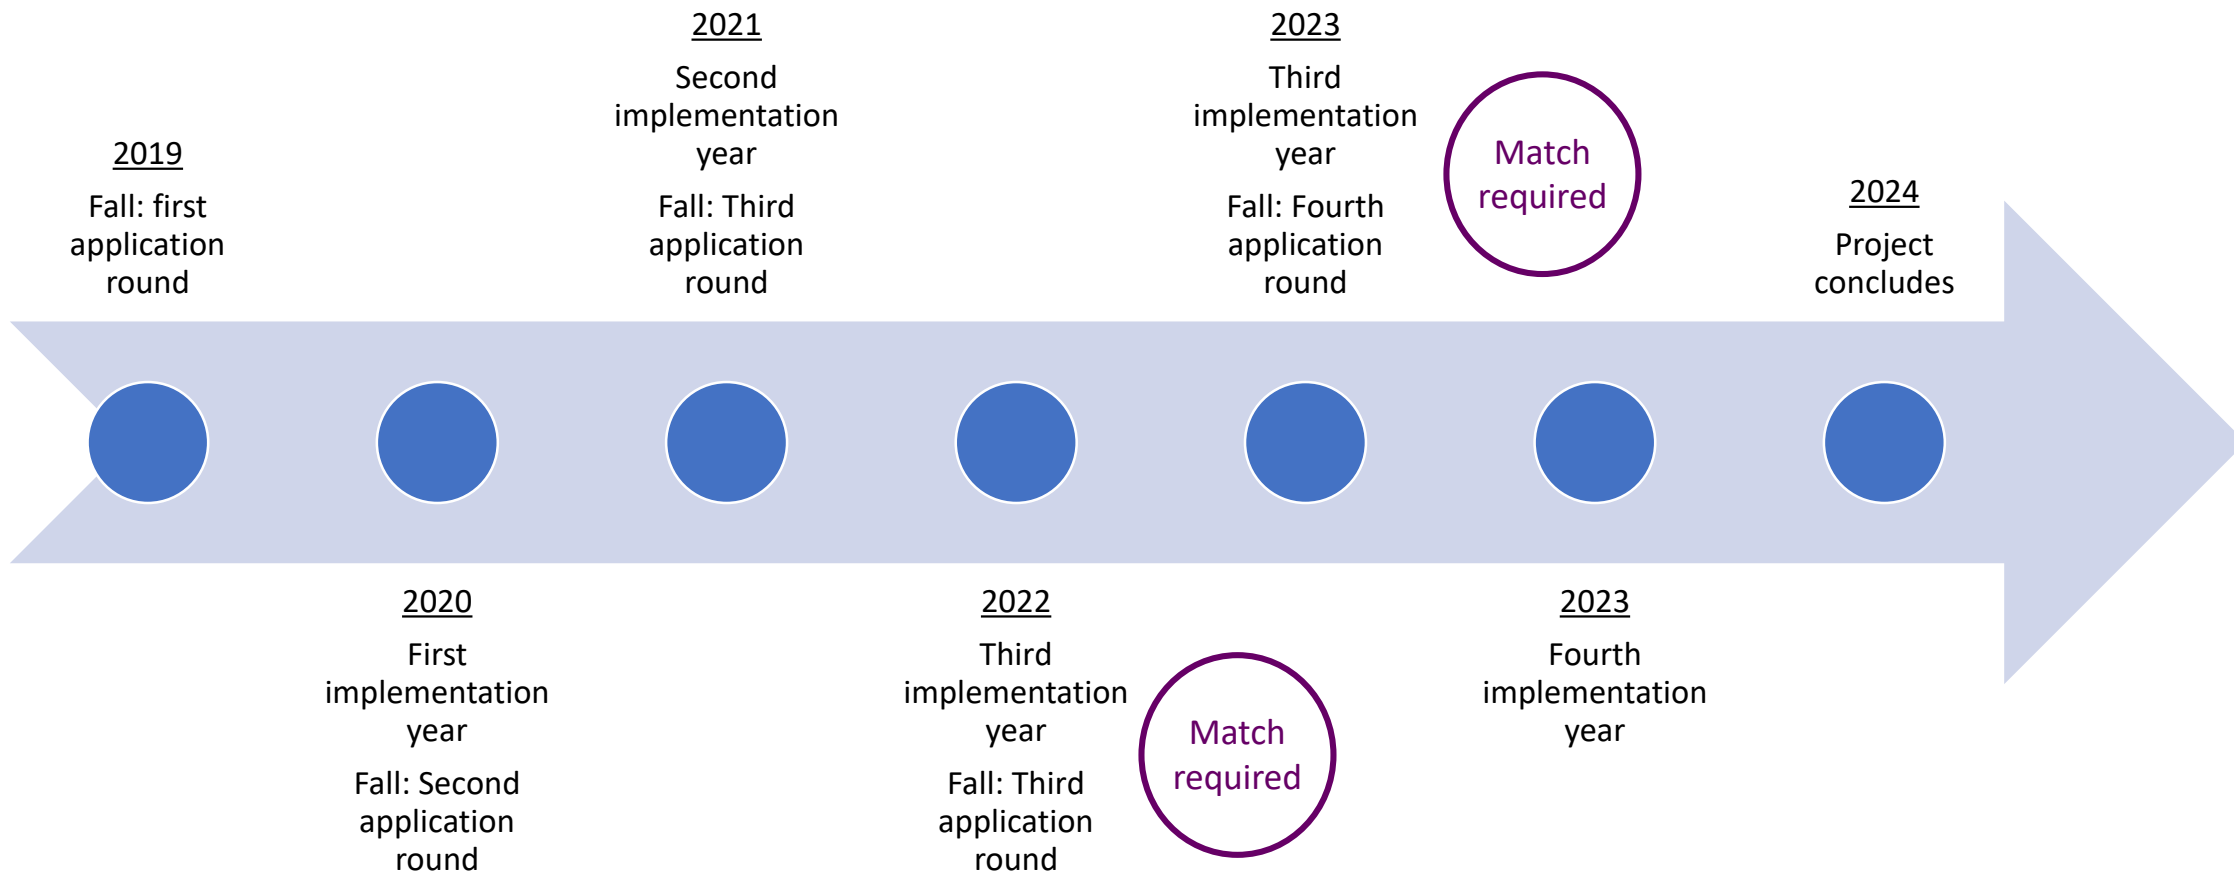 2019
Fall: first
application
round
2020
First
implementation
year
Fall: Second
application
round
2021
Second
implementation
year
Fall: Third
application
round
2022
Third
implementation
year
Fall: Third
application
round
Match
required
2023
Third
implementation
year
Fall: Fourth
application
round
Match
required
2023
Fourth
implementation
year
2024
Project
concludes